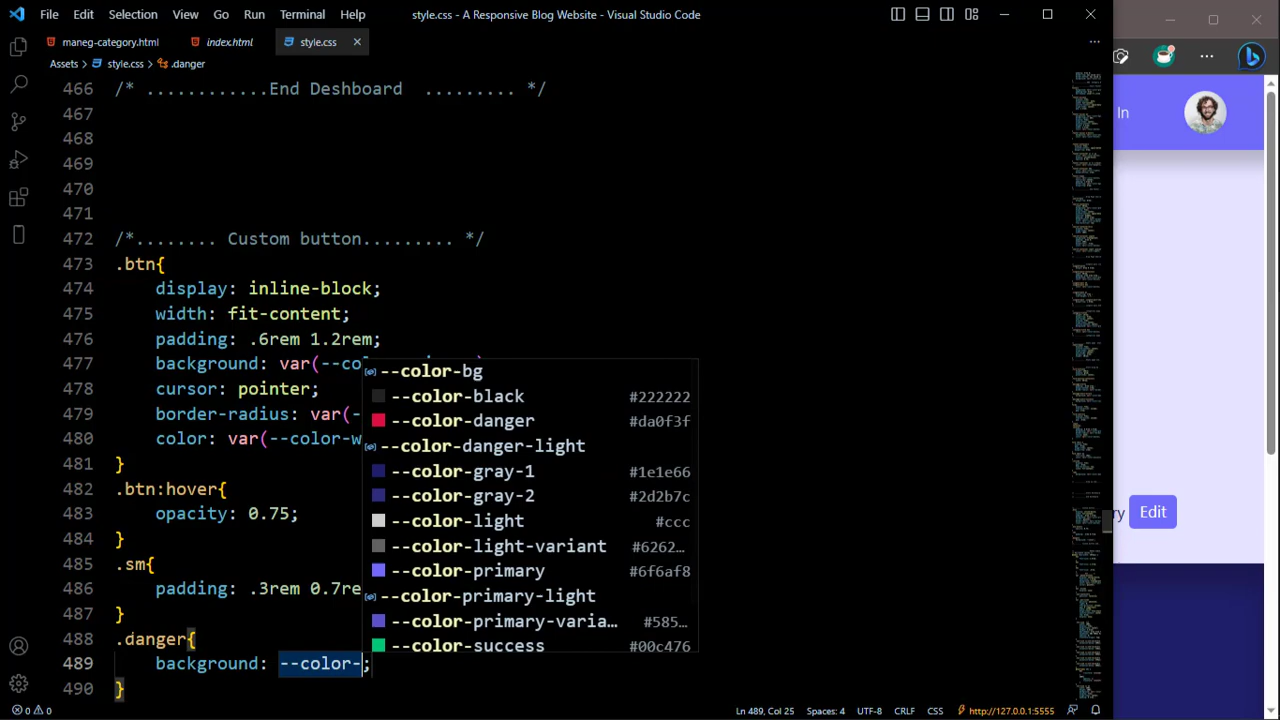 File Edit Selection View Go Run Terminal Help style.css - A Responsive Blog Website - Visual Studio Code
maneg-category.html index.html style.css
Assets > style.css > .danger
466 /* ............End Deshboard ......... */
467
468
469
470
471
472 /*........ Custom button......... */
473 .btn{
474 display: inline-block;
475 width: fit-content;
476 padding: .6rem 1.2rem;
477 background: var(--co
478 cursor: pointer;
479 border-radius: var(-
480 color: var(--color-w
481 }
482 .btn:hover{
483 opacity: 0.75;
484 }
485 .sm{
486 padding: .3rem 0.7re
487 }
488 .danger{
489 background: --color-;
490 }
--color-bg
--color-black #222222
--color-danger #da0f3f
--color-danger-light
--color-gray-1 #1e1e66
--color-gray-2 #2d2b7c
--color-light #ccc
--color-light-variant
--color-primary #6f6af8
--color-primary-light
--color-primary-varia… #585…
--color-success #00c476
In
ry Edit
0 0 Ln 489, Col 25 Spaces: 4 UTF-8 CRLF CSS http://127.0.0.1:5555